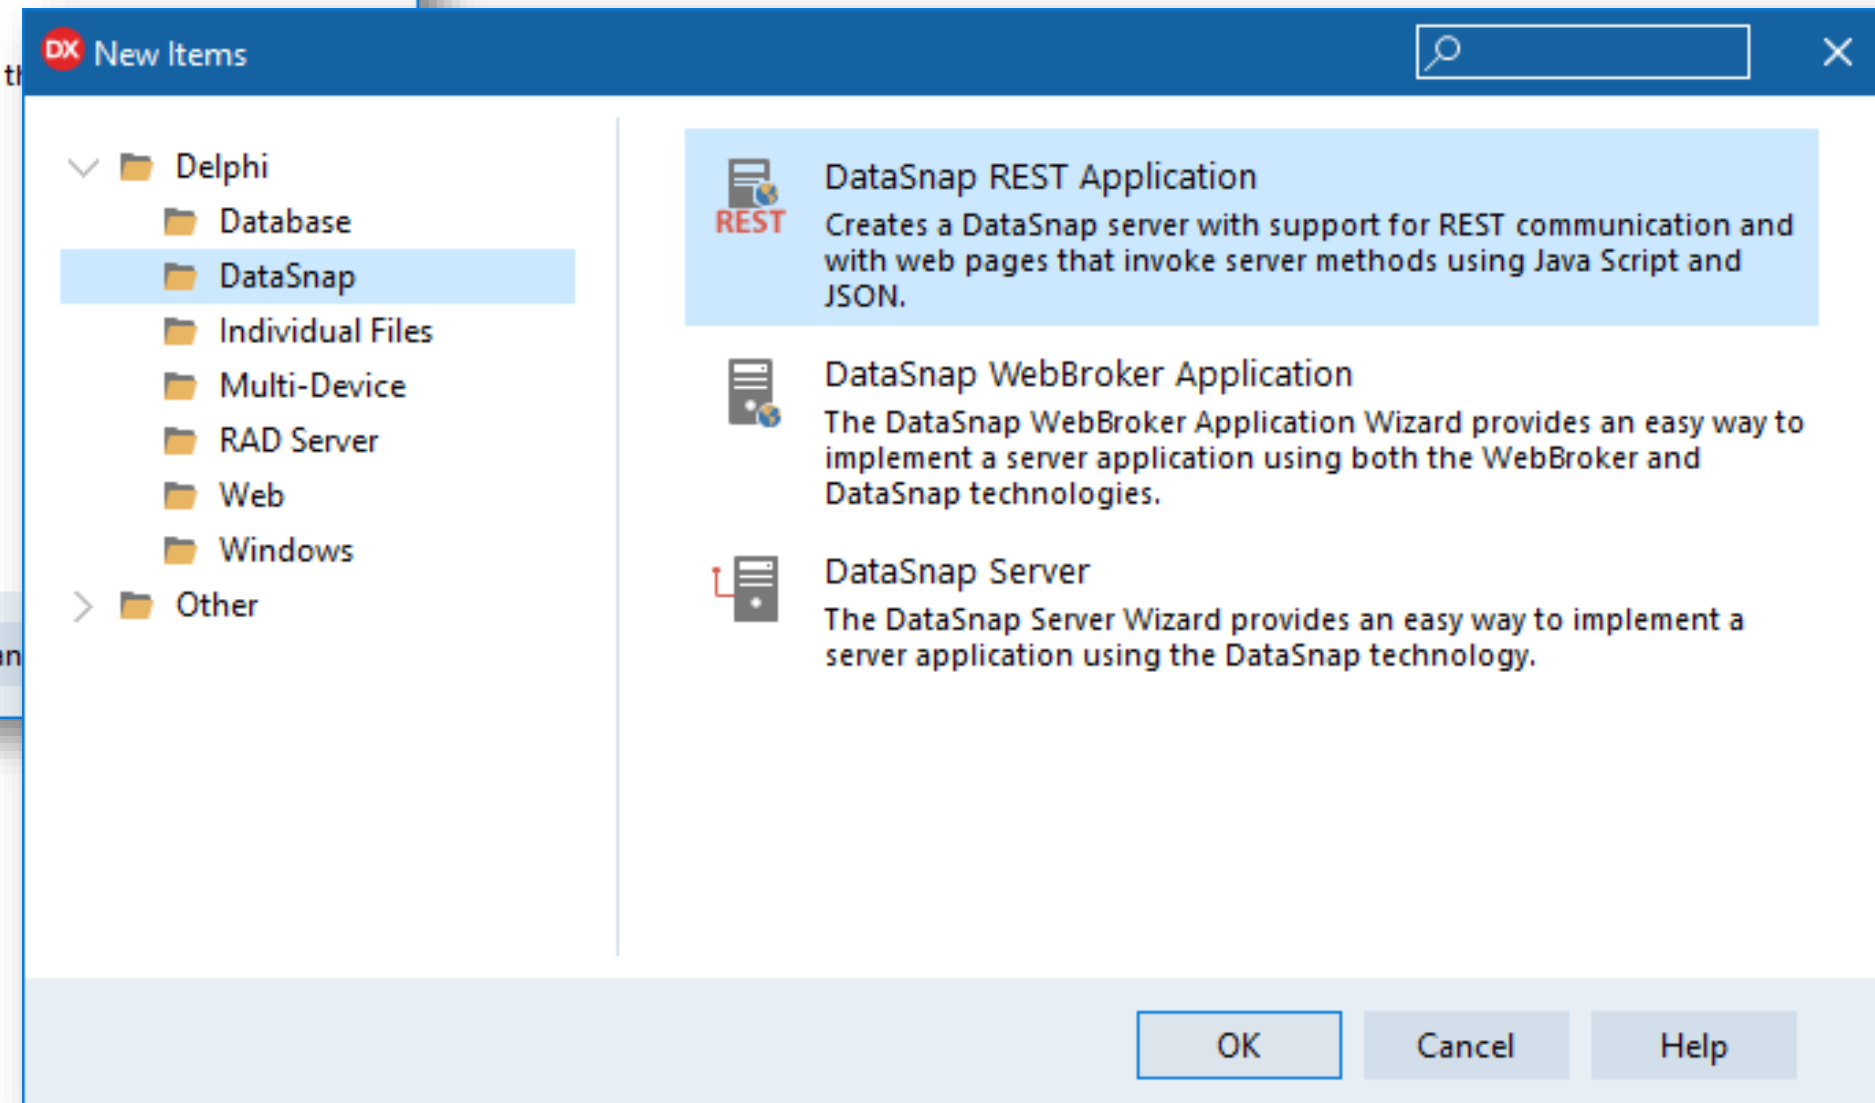 DX New Items
Delphi
Database
DataSnap
Individual Files
Multi-Device
RAD Server
Web
Windows
Other
REST
DataSnap REST Application
Creates a DataSnap server with support for REST communication and
with web pages that invoke server methods using Java Script and
JSON.
DataSnap WebBroker Application
The DataSnap WebBroker Application Wizard provides an easy way to
implement a server application using both the WebBroker and
DataSnap technologies.
DataSnap Server
The DataSnap Server Wizard provides an easy way to implement a
server application using the DataSnap technology.
OK
Cancel
Help